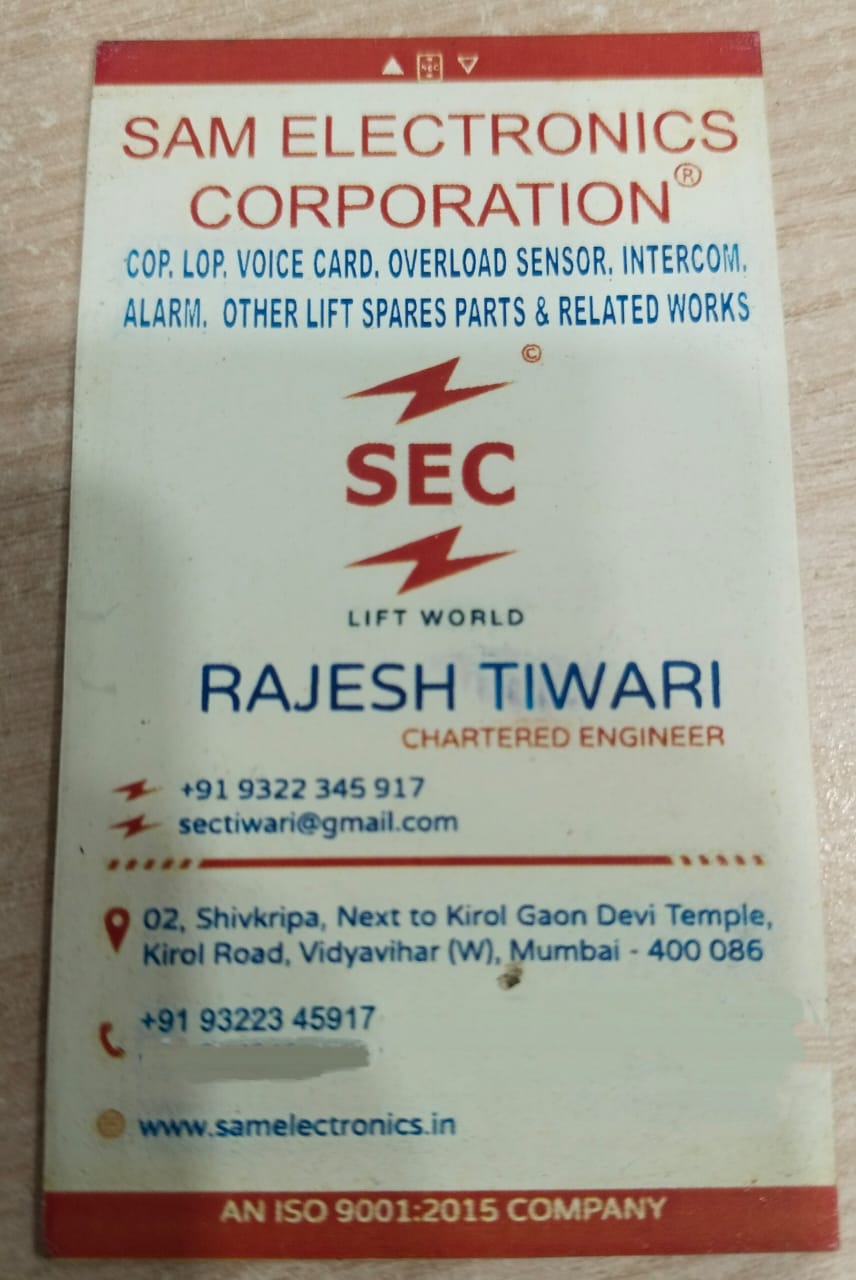 SEC
SAM ELECTRONICS
CORPORATION®
COP. LOP. VOICE CARD. OVERLOAD SENSOR. INTERCOM.
ALARM. OTHER LIFT SPARES PARTS & RELATED WORKS
©
SEC
LIFT WORLD
RAJESH TIWARI
CHARTERED ENGINEER
+91 9322 345 917
sectiwari@gmail.com
02, Shivkripa, Next to Kirol Gaon Devi Temple,
Kirol Road, Vidyavihar (W), Mumbai - 400 086
+91 93223 45917
www.samelectronics.in
AN ISO 9001:2015 COMPANY